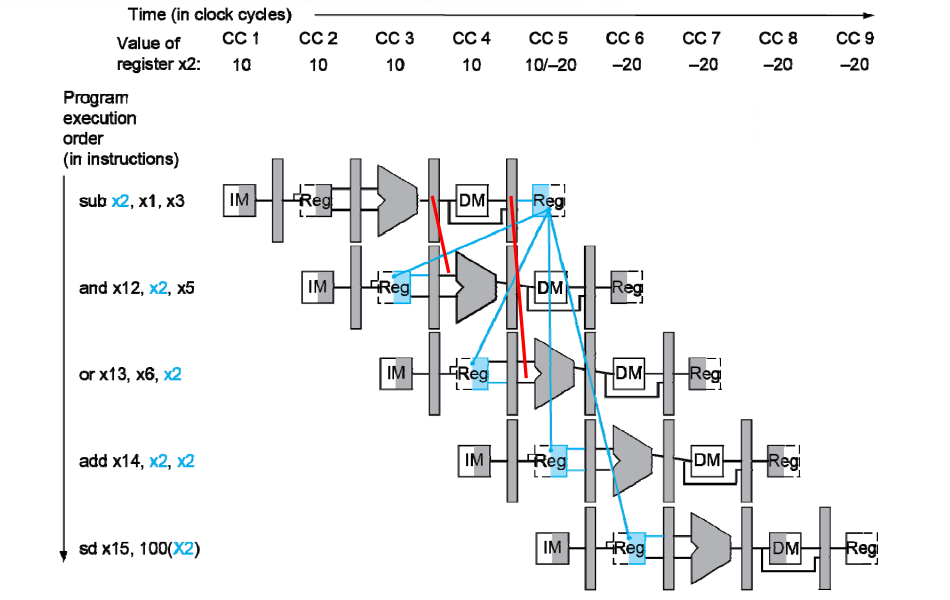 Time (in clock cycles)
Value of register x2:
CC 1 CC 2 CC 3 CC 4 CC 5 CC 6 CC 7 CC 8 CC 9
10 10 10 10 10/–20 –20 –20 –20 –20
Program
execution
order
(in instructions)
sub x2, x1, x3
IM Reg DM Reg
and x12, x2, x5
IM Reg DM Reg
or x13, x6, x2
IM Reg DM Reg
add x14, x2, x2
IM Reg DM Reg
sd x15, 100(X2)
IM Reg DM Reg